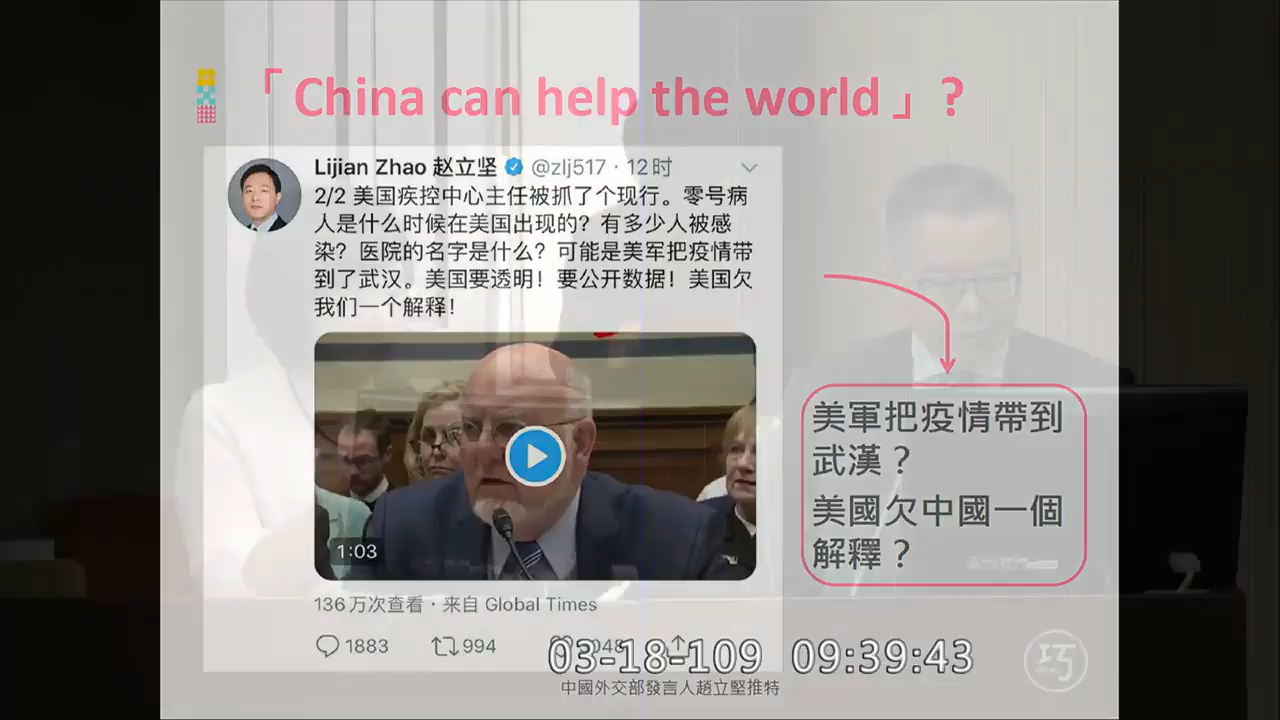 「China can help the world」?
Lijian Zhao 赵立坚 @zlj517 · 12时
2/2 美国疾控中心主任被抓了个现行。零号病
人是什么时候在美国出现的？有多少人被感
染？医院的名字是什么？可能是美军把疫情带
到了武汉。美国要透明！要公开数据！美国欠
我们一个解释！
美軍把疫情帶到
武漢？
美國欠中國一個
解釋？
1:03
136万次查看 · 来自 Global Times
1883
994
03-18-109 09:39:43
中國外交部發言人趙立堅推特
巧